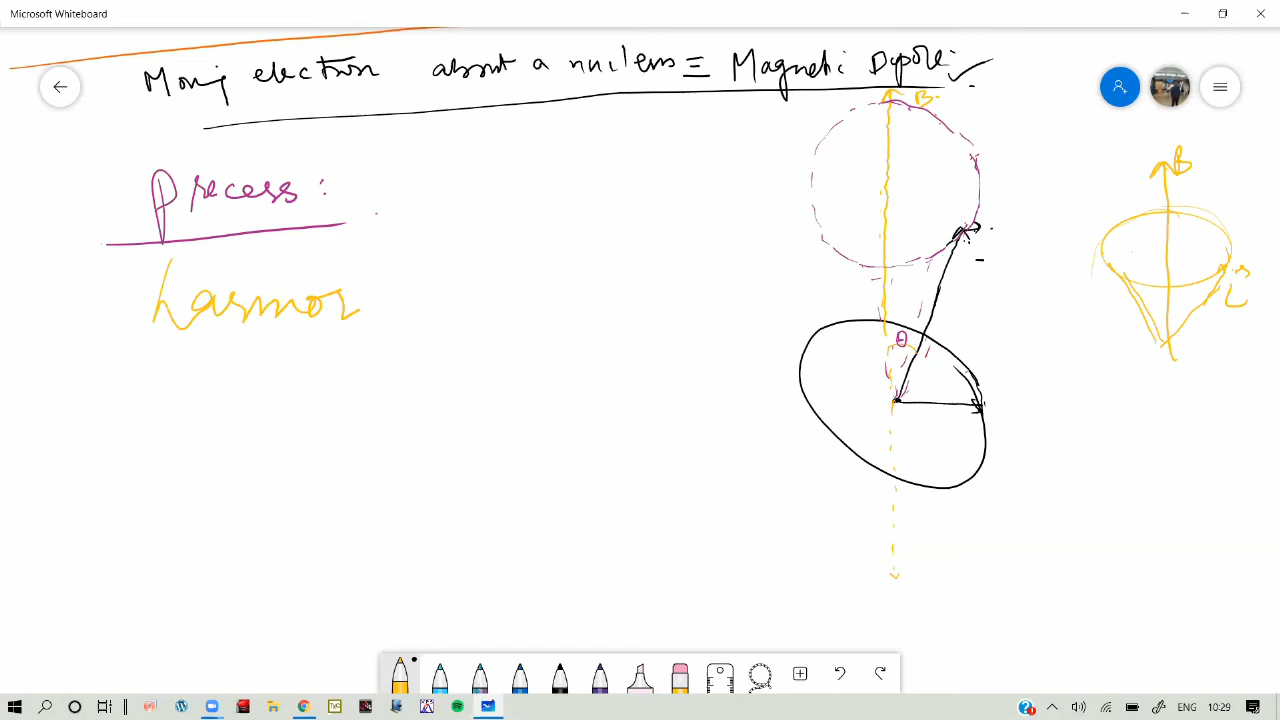 Microsoft Whiteboard
Moving electron about a nucleus ≡ Magnetic Dipole
B
B
Precess:
L
Larmor
θ
ENG
10:29